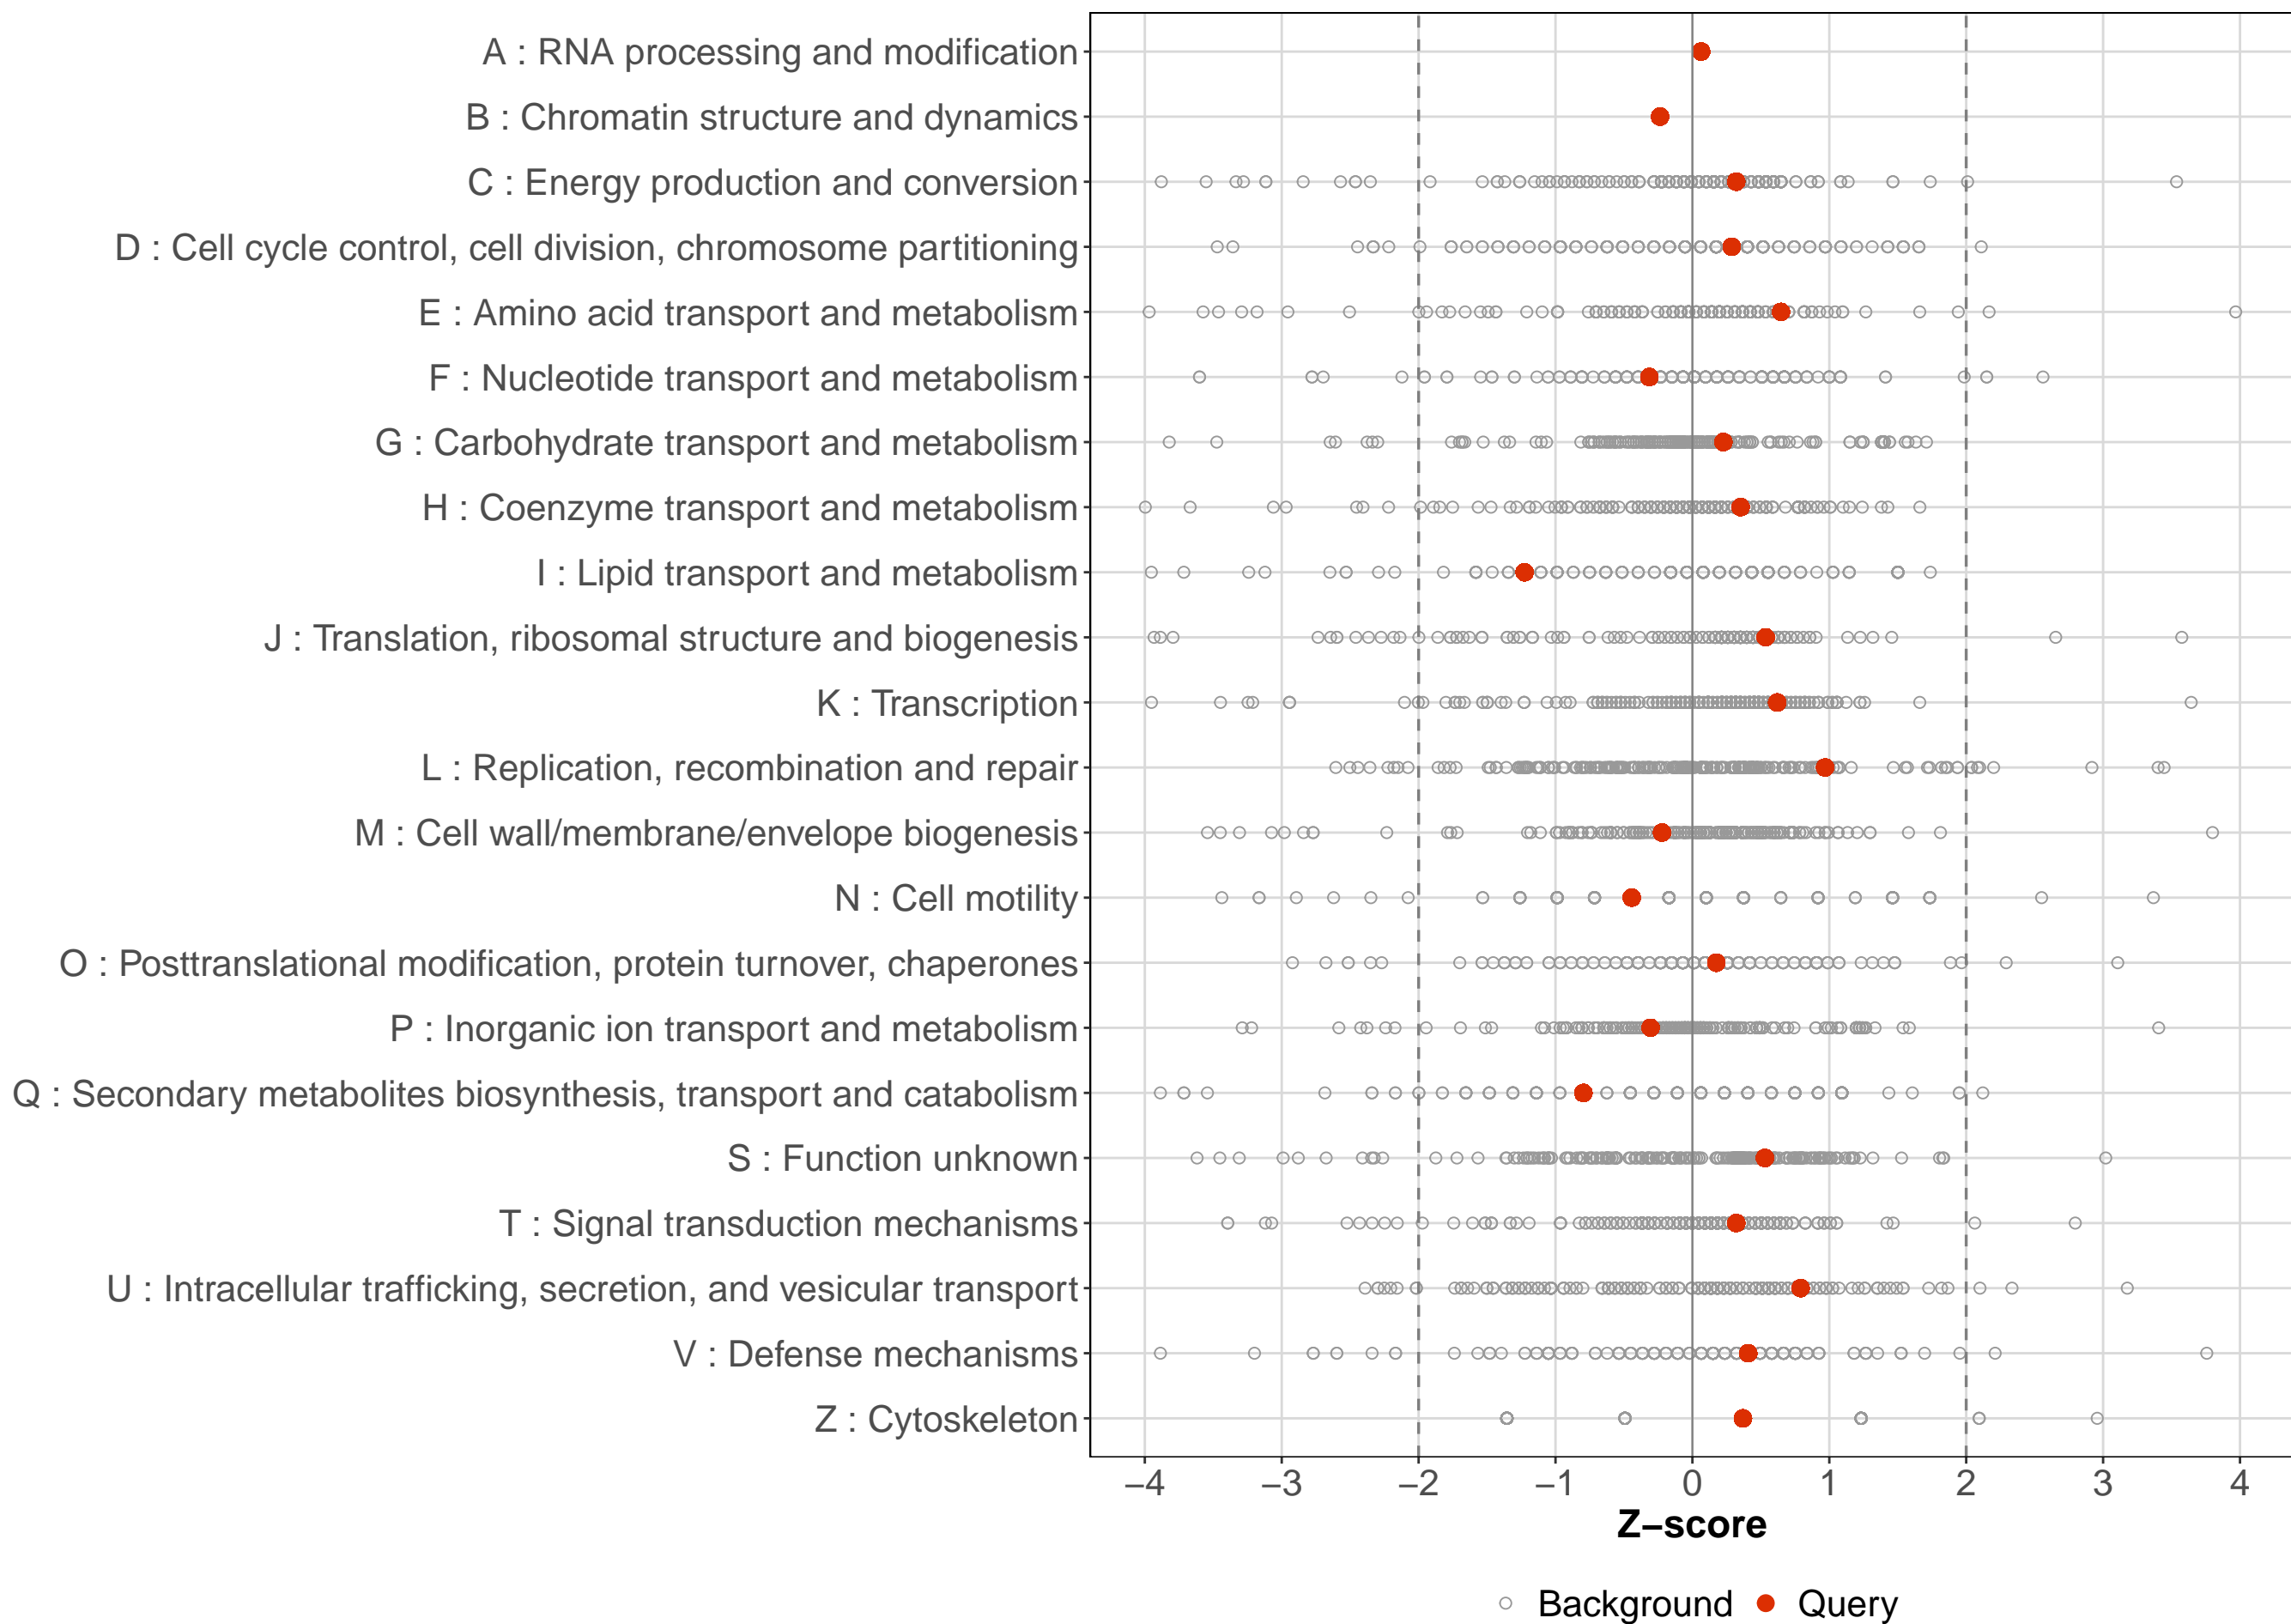 A : RNA processing and modification
B : Chromatin structure and dynamics
C : Energy production and conversion
D : Cell cycle control, cell division, chromosome partitioning
E : Amino acid transport and metabolism
F : Nucleotide transport and metabolism
G : Carbohydrate transport and metabolism
H : Coenzyme transport and metabolism
I : Lipid transport and metabolism
J : Translation, ribosomal structure and biogenesis
K : Transcription
L : Replication, recombination and repair
M : Cell wall/membrane/envelope biogenesis
N : Cell motility
O : Posttranslational modification, protein turnover, chaperones
P : Inorganic ion transport and metabolism
Q : Secondary metabolites biosynthesis, transport and catabolism
S : Function unknown
T : Signal transduction mechanisms
U : Intracellular trafficking, secretion, and vesicular transport
V : Defense mechanisms
Z : Cytoskeleton
−4 −3 −2 −1 0 1 2 3 4
Z−score
Background Query